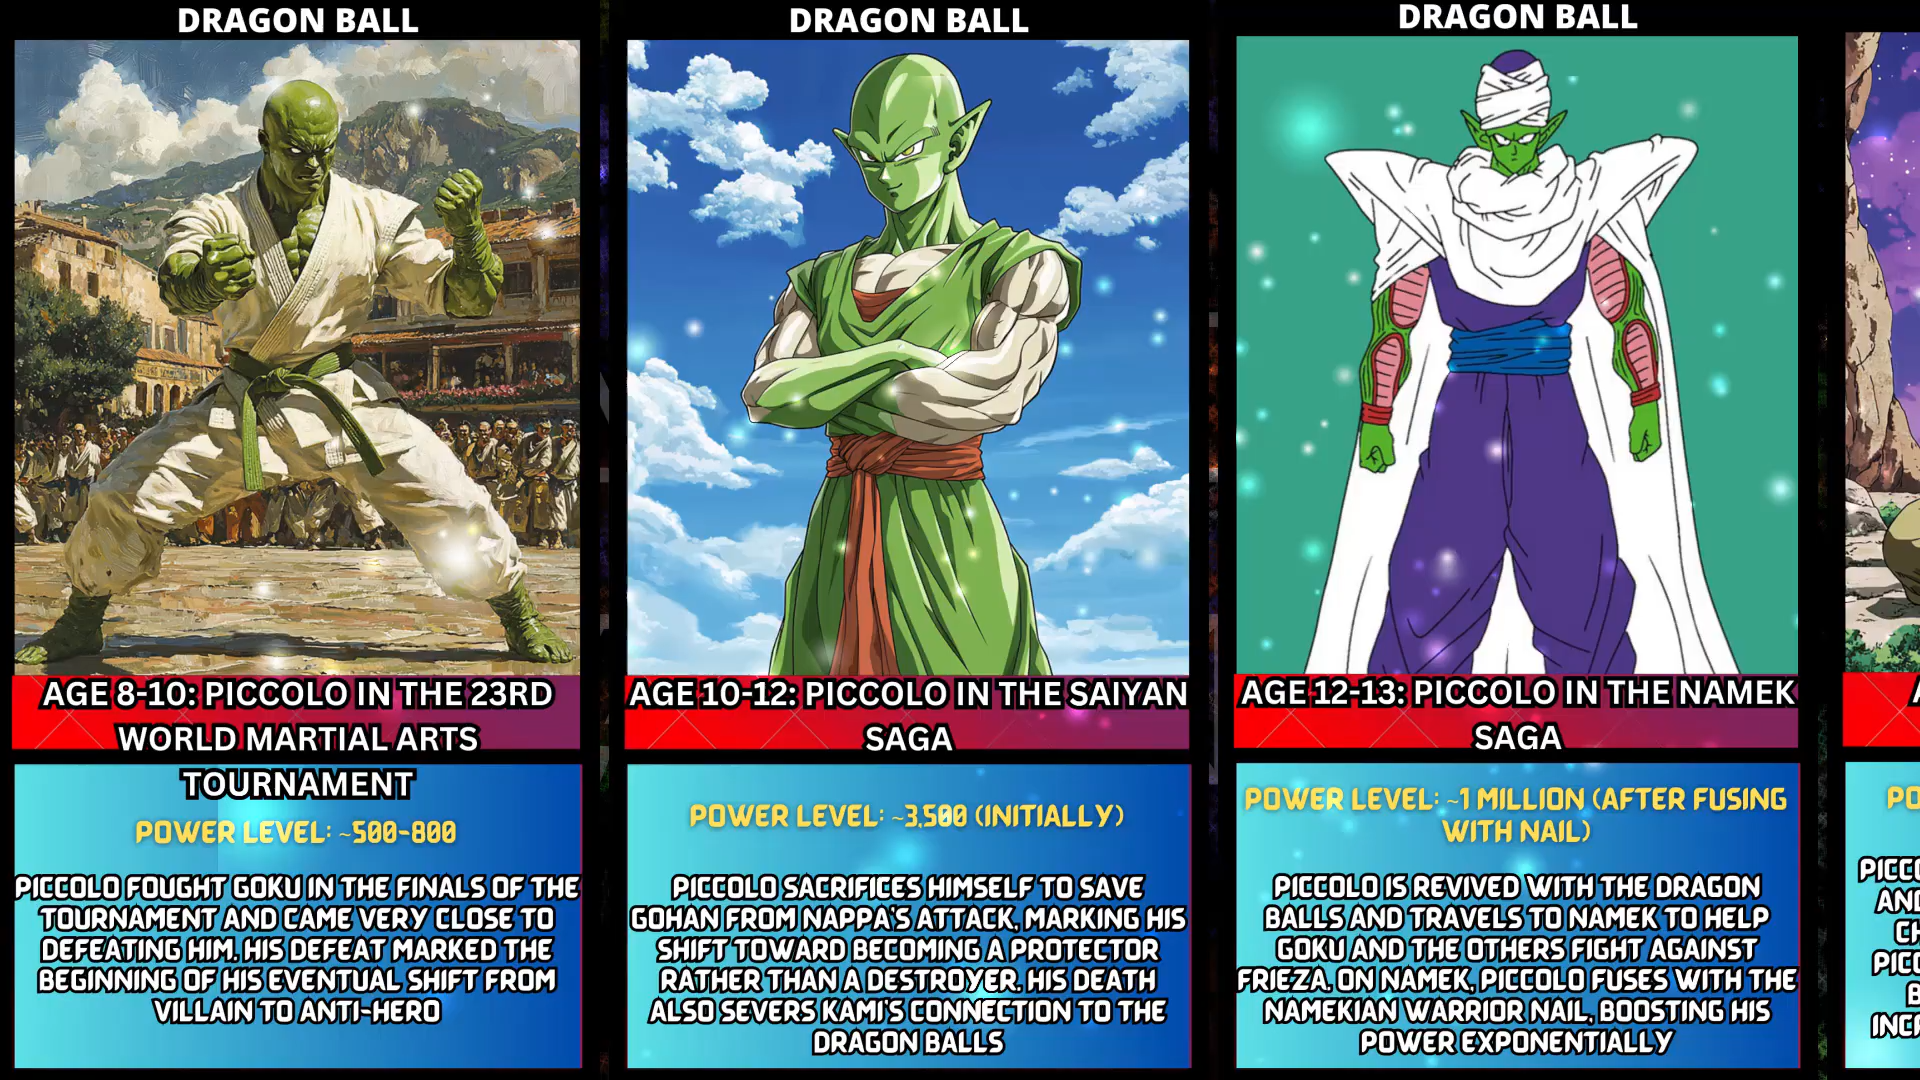 DRAGON BALL
AGE 8-10: PICCOLO IN THE 23RD
WORLD MARTIAL ARTS
TOURNAMENT
POWER LEVEL: ~500-800
PICCOLO FOUGHT GOKU IN THE FINALS OF THE
TOURNAMENT AND CAME VERY CLOSE TO
DEFEATING HIM. HIS DEFEAT MARKED THE
BEGINNING OF HIS EVENTUAL SHIFT FROM
VILLAIN TO ANTI-HERO
DRAGON BALL
AGE 10-12: PICCOLO IN THE SAIYAN
SAGA
POWER LEVEL: ~3,500 (INITIALLY)
PICCOLO SACRIFICES HIMSELF TO SAVE
GOHAN FROM NAPPA'S ATTACK, MARKING HIS
SHIFT TOWARD BECOMING A PROTECTOR
RATHER THAN A DESTROYER. HIS DEATH
ALSO SEVERS KAMI'S CONNECTION TO THE
DRAGON BALLS
DRAGON BALL
AGE 12-13: PICCOLO IN THE NAMEK
SAGA
POWER LEVEL: ~1 MILLION (AFTER FUSING
WITH NAIL)
PICCOLO IS REVIVED WITH THE DRAGON
BALLS AND TRAVELS TO NAMEK TO HELP
GOKU AND THE OTHERS FIGHT AGAINST
FRIEZA. ON NAMEK, PICCOLO FUSES WITH THE
NAMEKIAN WARRIOR NAIL, BOOSTING HIS
POWER EXPONENTIALLY